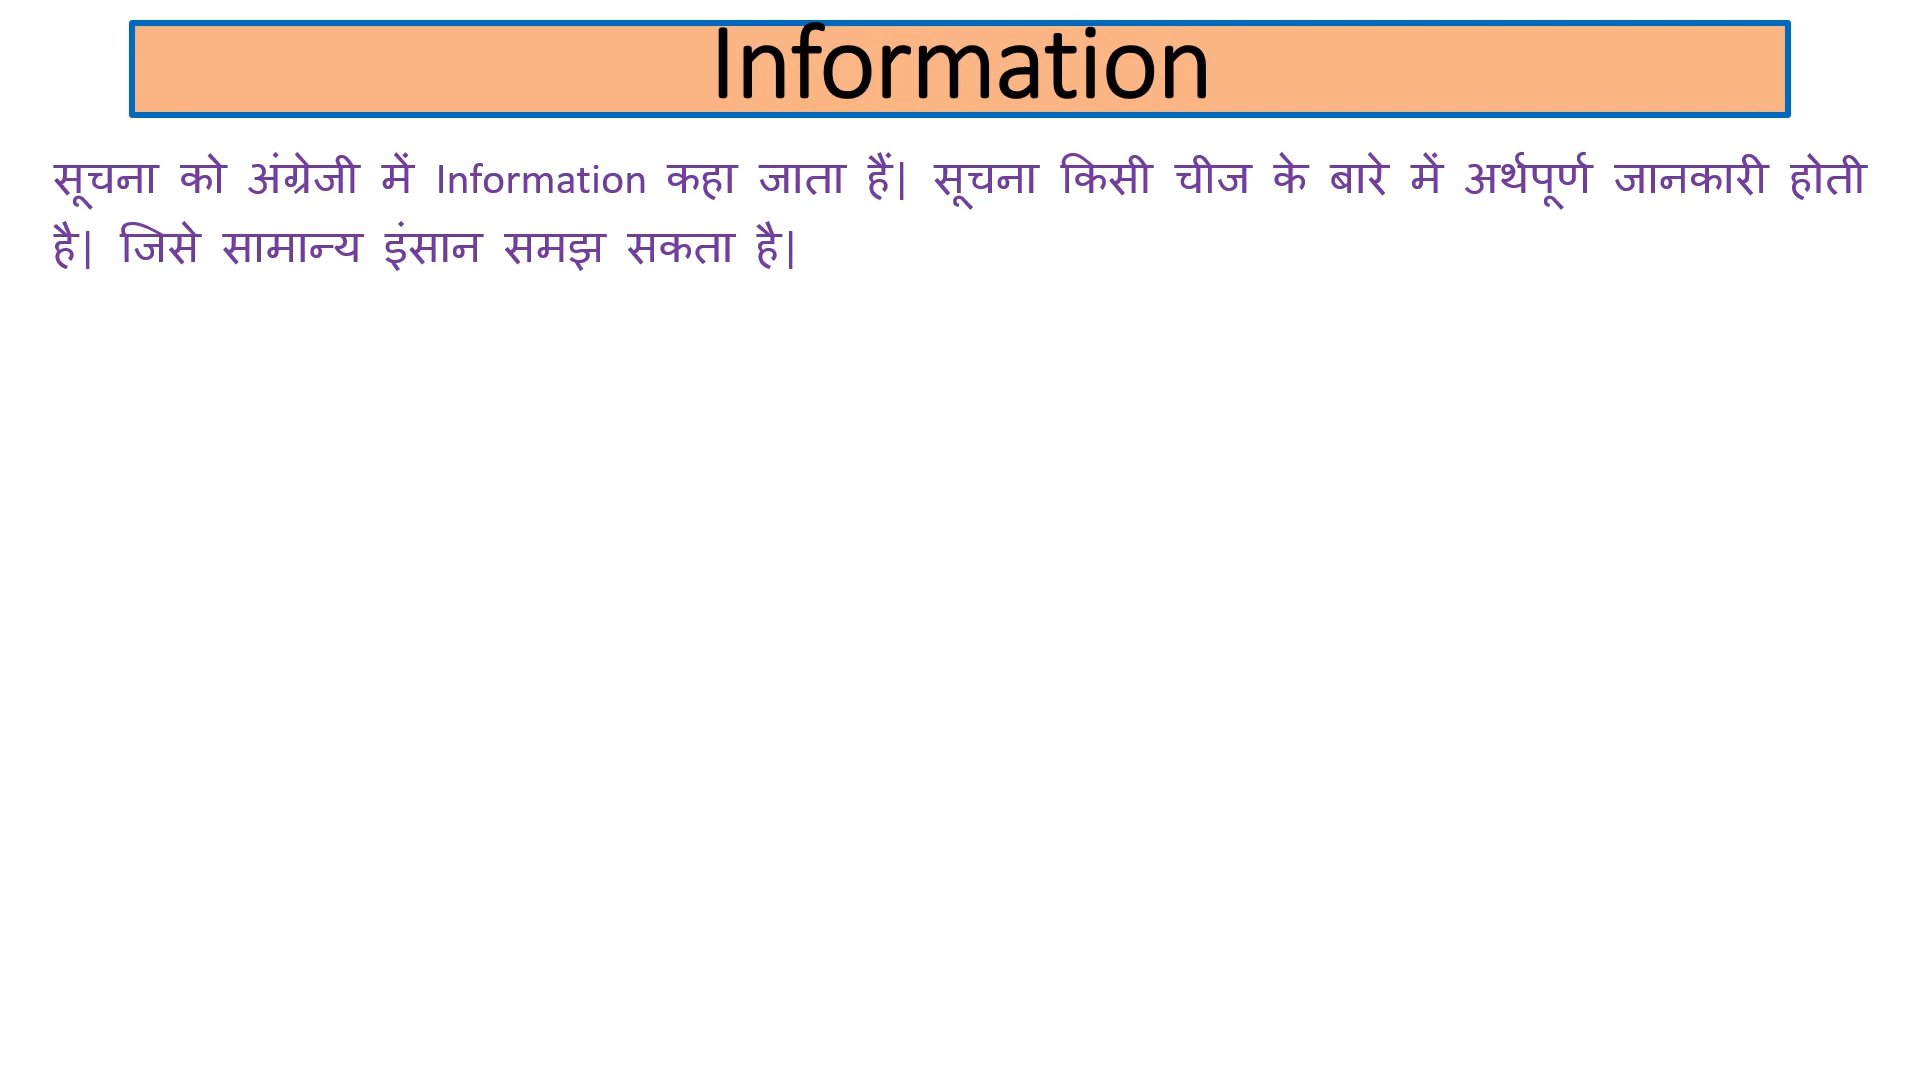 Information
सूचना को अंग्रेजी में Information कहा जाता हैं| सूचना किसी चीज के बारे में अर्थपूर्ण जानकारी होती
है| जिसे सामान्य इंसान समझ सकता है|